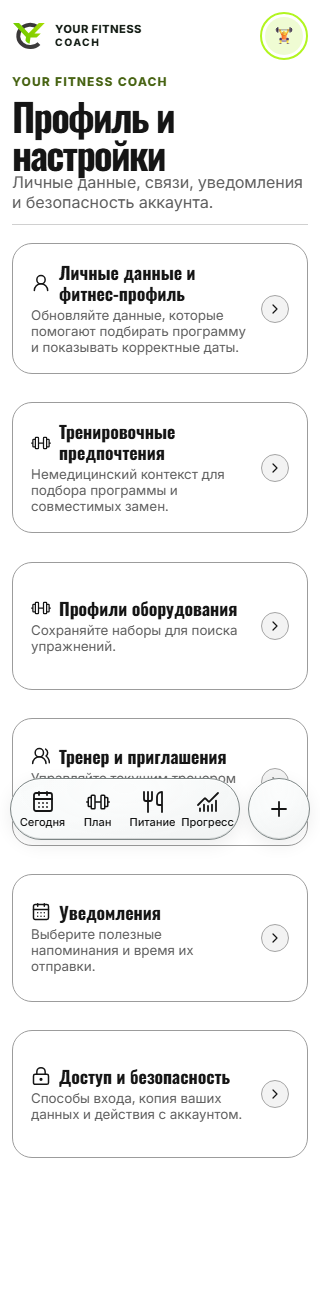 YOUR FITNESS
COACH
YOUR FITNESS COACH
Профиль и
настройки
Личные данные, связи, уведомления
и безопасность аккаунта.
Личные данные и
фитнес-профиль
Обновляйте данные, которые
помогают подбирать программу
и показывать корректные даты.
Тренировочные
предпочтения
Немедицинский контекст для
подбора программы и
совместимых замен.
Профили оборудования
Сохраняйте наборы для поиска
упражнений.
Тренер и приглашения
Управляйте текущим тренером
Сегодня План Питание Прогресс
Уведомления
Выберите полезные
напоминания и время их
отправки.
Доступ и безопасность
Способы входа, копия ваших
данных и действия с аккаунтом.